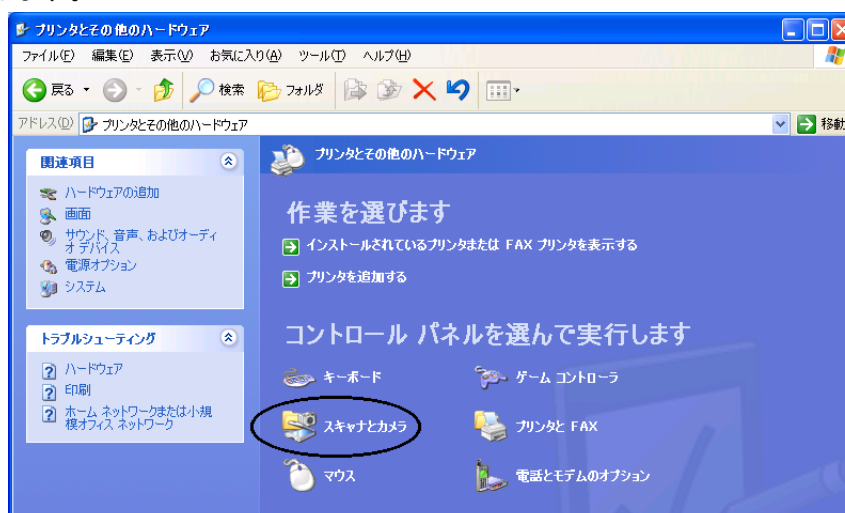 プリンタとその他のハードウェア
ファイル(F) 編集(E) 表示(V) お気に入り(A) ツール(T) ヘルプ(H)
戻る 検索 フォルダ
アドレス(D) プリンタとその他のハードウェア 移動
関連項目
ハードウェアの追加
画面
サウンド、音声、およびオーディ
オ デバイス
電源オプション
システム
トラブルシューティング
ハードウェア
印刷
ホーム ネットワークまたは小規
模オフィス ネットワーク
プリンタとその他のハードウェア
作業を選びます
インストールされているプリンタまたは FAX プリンタを表示する
プリンタを追加する
コントロール パネルを選んで実行します
キーボード ゲーム コントローラ
スキャナとカメラ プリンタと FAX
マウス 電話とモデムのオプション